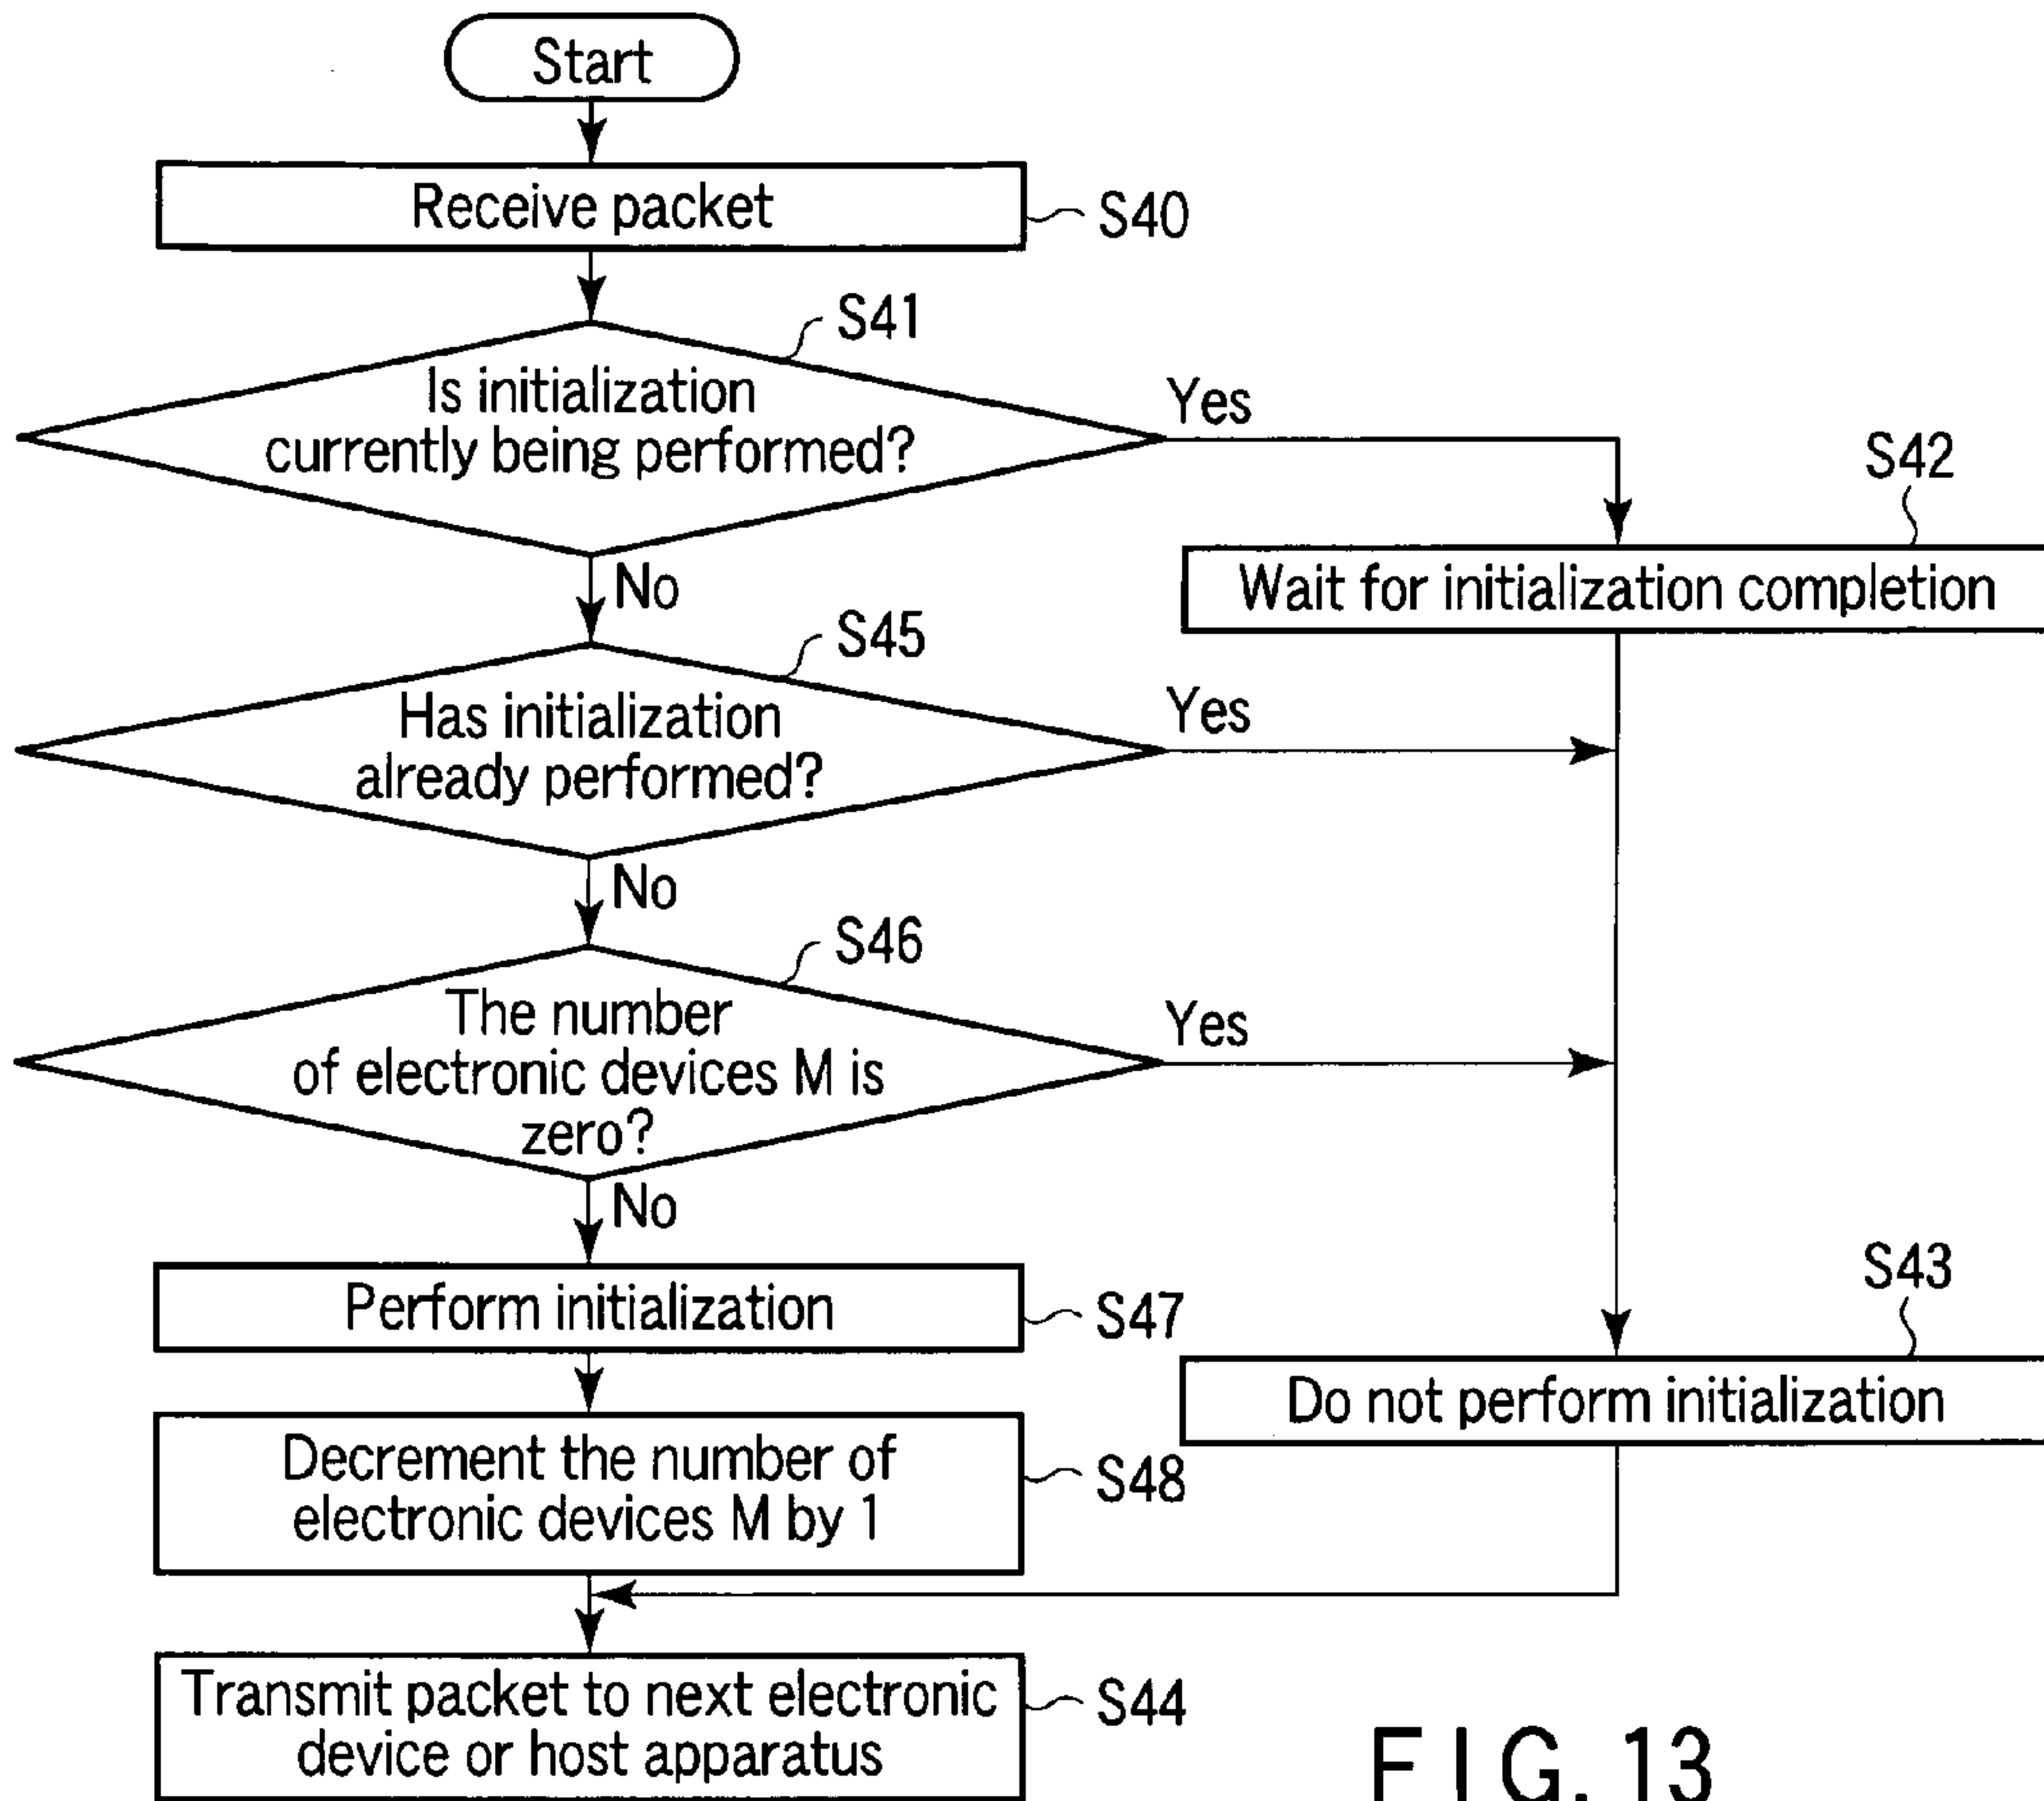 Start
Receive packet
S40
S41
Is initialization
currently being performed?
Yes
S42
Wait for initialization completion
No
S45
Has initialization
already performed?
Yes
No
S46
The number
of electronic devices M is
zero?
Yes
No
Perform initialization
S47
S43
Do not perform initialization
Decrement the number of
electronic devices M by 1
S48
Transmit packet to next electronic
device or host apparatus
S44
FIG. 13